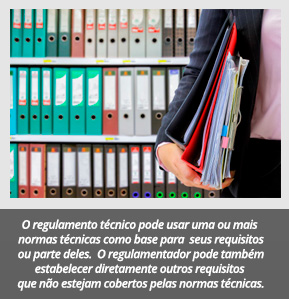 O regulamento técnico pode usar uma ou mais
normas técnicas como base para seus requisitos
ou parte deles. O regulamentador pode também
estabelecer diretamente outros requisitos
que não estejam cobertos pelas normas técnicas.